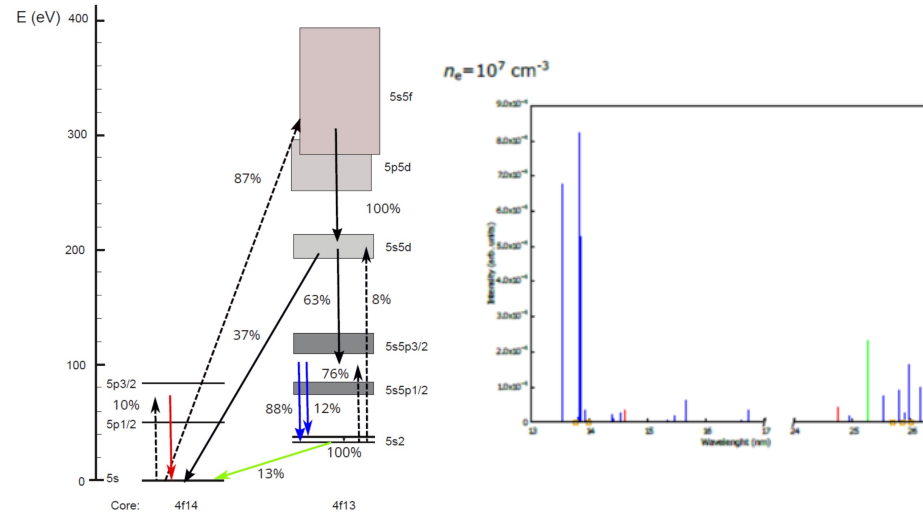 E (eV)
400
300
200
100
0
5s5f
5p5d
5s5d
5s5p3/2
5s5p1/2
5s2
5p3/2
5p1/2
5s
87%
100%
63%
8%
37%
76%
10%
88%
12%
100%
13%
Core:
4f14
4f13
nₑ=10⁷ cm⁻³
Intensity (arb. units)
13
14
15
16
17
24
25
26
Wavelenght (nm)